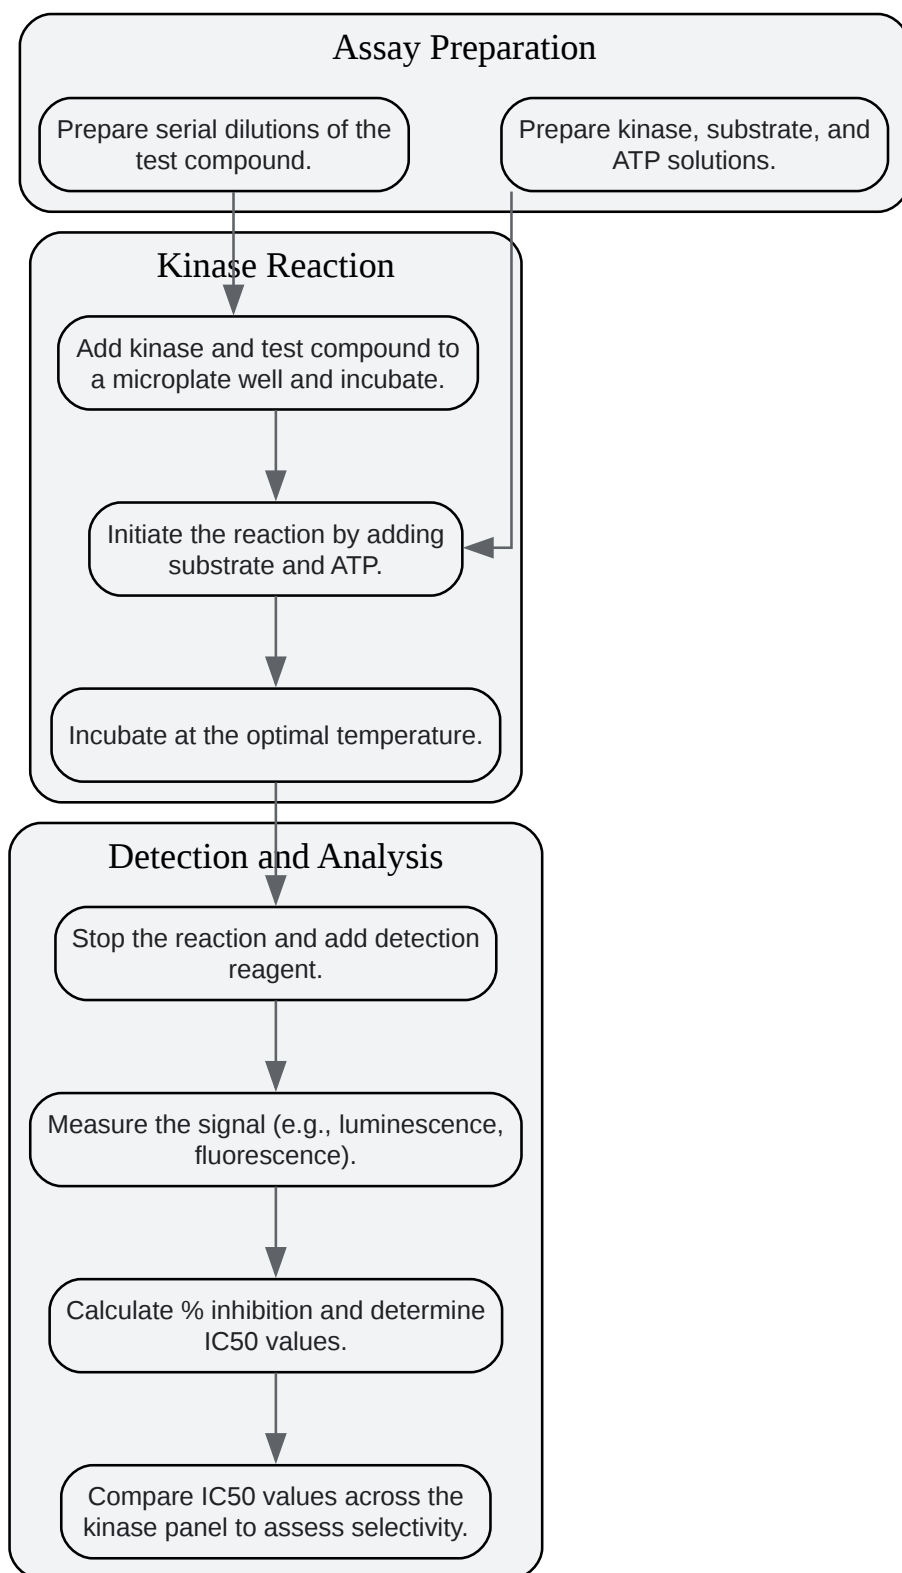 Assay Preparation
Prepare serial dilutions of the
test compound.
Prepare kinase, substrate, and
ATP solutions.
Kinase Reaction
Add kinase and test compound to
a microplate well and incubate.
Initiate the reaction by adding
substrate and ATP.
Incubate at the optimal temperature.
Detection and Analysis
Stop the reaction and add detection
reagent.
Measure the signal (e.g., luminescence,
fluorescence).
Calculate % inhibition and determine
IC50 values.
Compare IC50 values across the
kinase panel to assess selectivity.